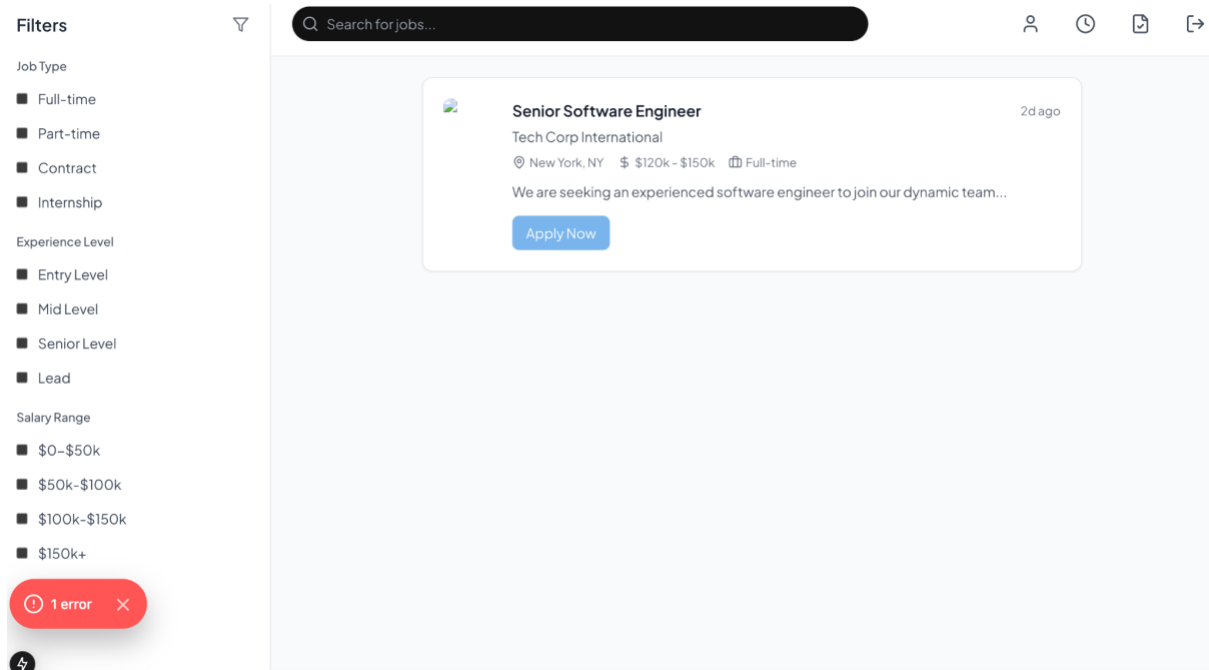 Filters
Job Type
Full-time
Part-time
Contract
Internship
Experience Level
Entry Level
Mid Level
Senior Level
Lead
Salary Range
$0-$50k
$50k-$100k
$100k-$150k
$150k+
1 error
Search for jobs...
Senior Software Engineer
2d ago
Tech Corp International
New York, NY $120k - $150k Full-time
We are seeking an experienced software engineer to join our dynamic team...
Apply Now